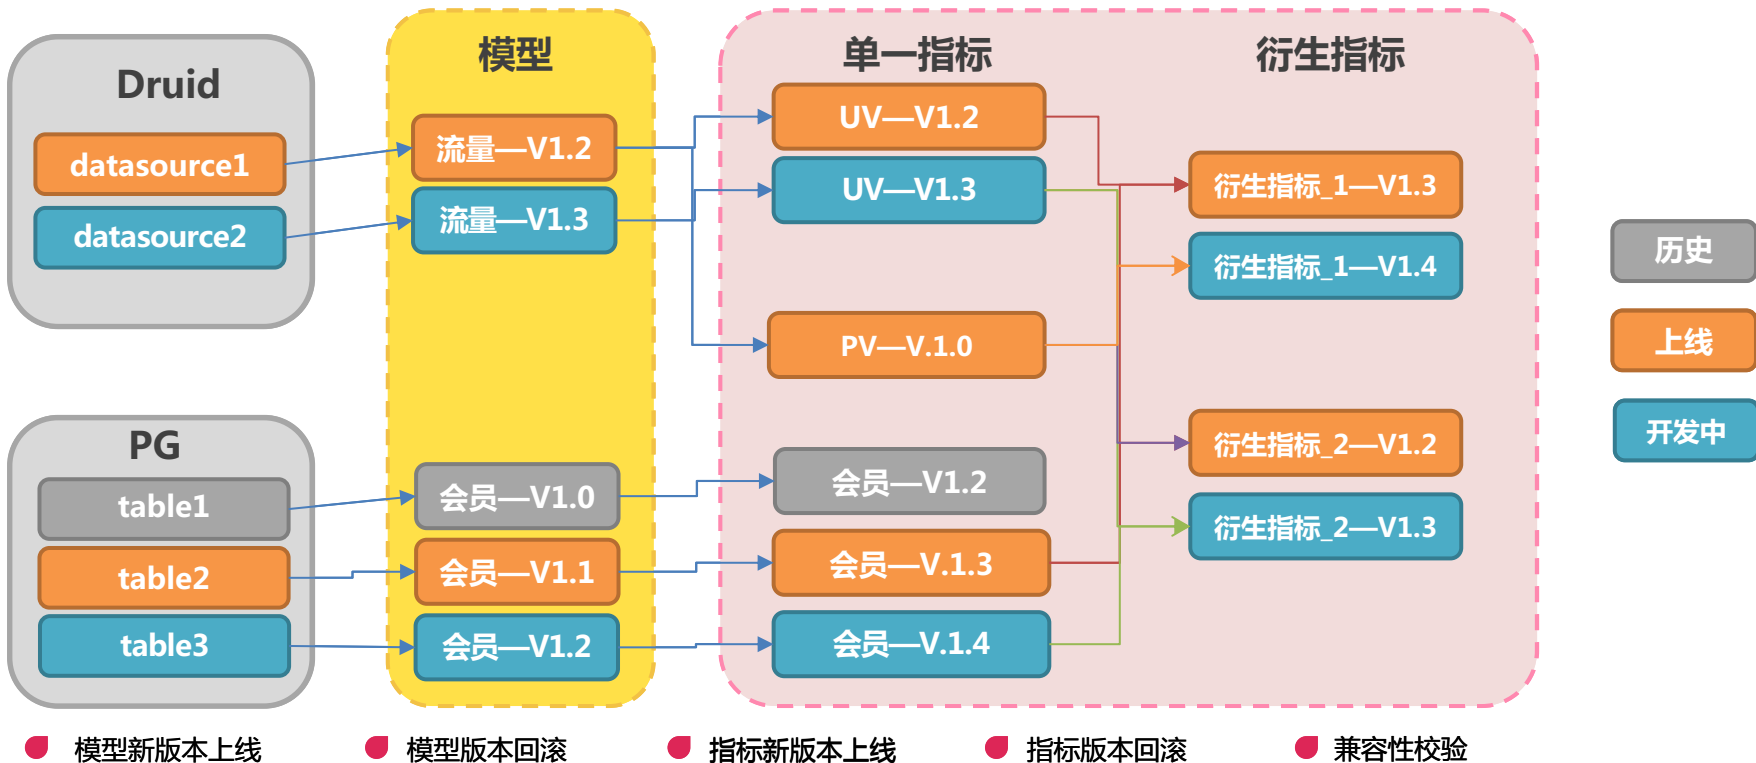 Druid
datasource1
datasource2
PG
table1
table2
table3
模型
流量—V1.2
流量—V1.3
会员—V1.0
会员—V1.1
会员—V1.2
单一指标
UV—V1.2
UV—V1.3
PV—V.1.0
会员—V1.2
会员—V.1.3
会员—V.1.4
衍生指标
衍生指标_1—V1.3
衍生指标_1—V1.4
衍生指标_2—V1.2
衍生指标_2—V1.3
历史
上线
开发中
模型新版本上线
模型版本回滚
指标新版本上线
指标版本回滚
兼容性校验